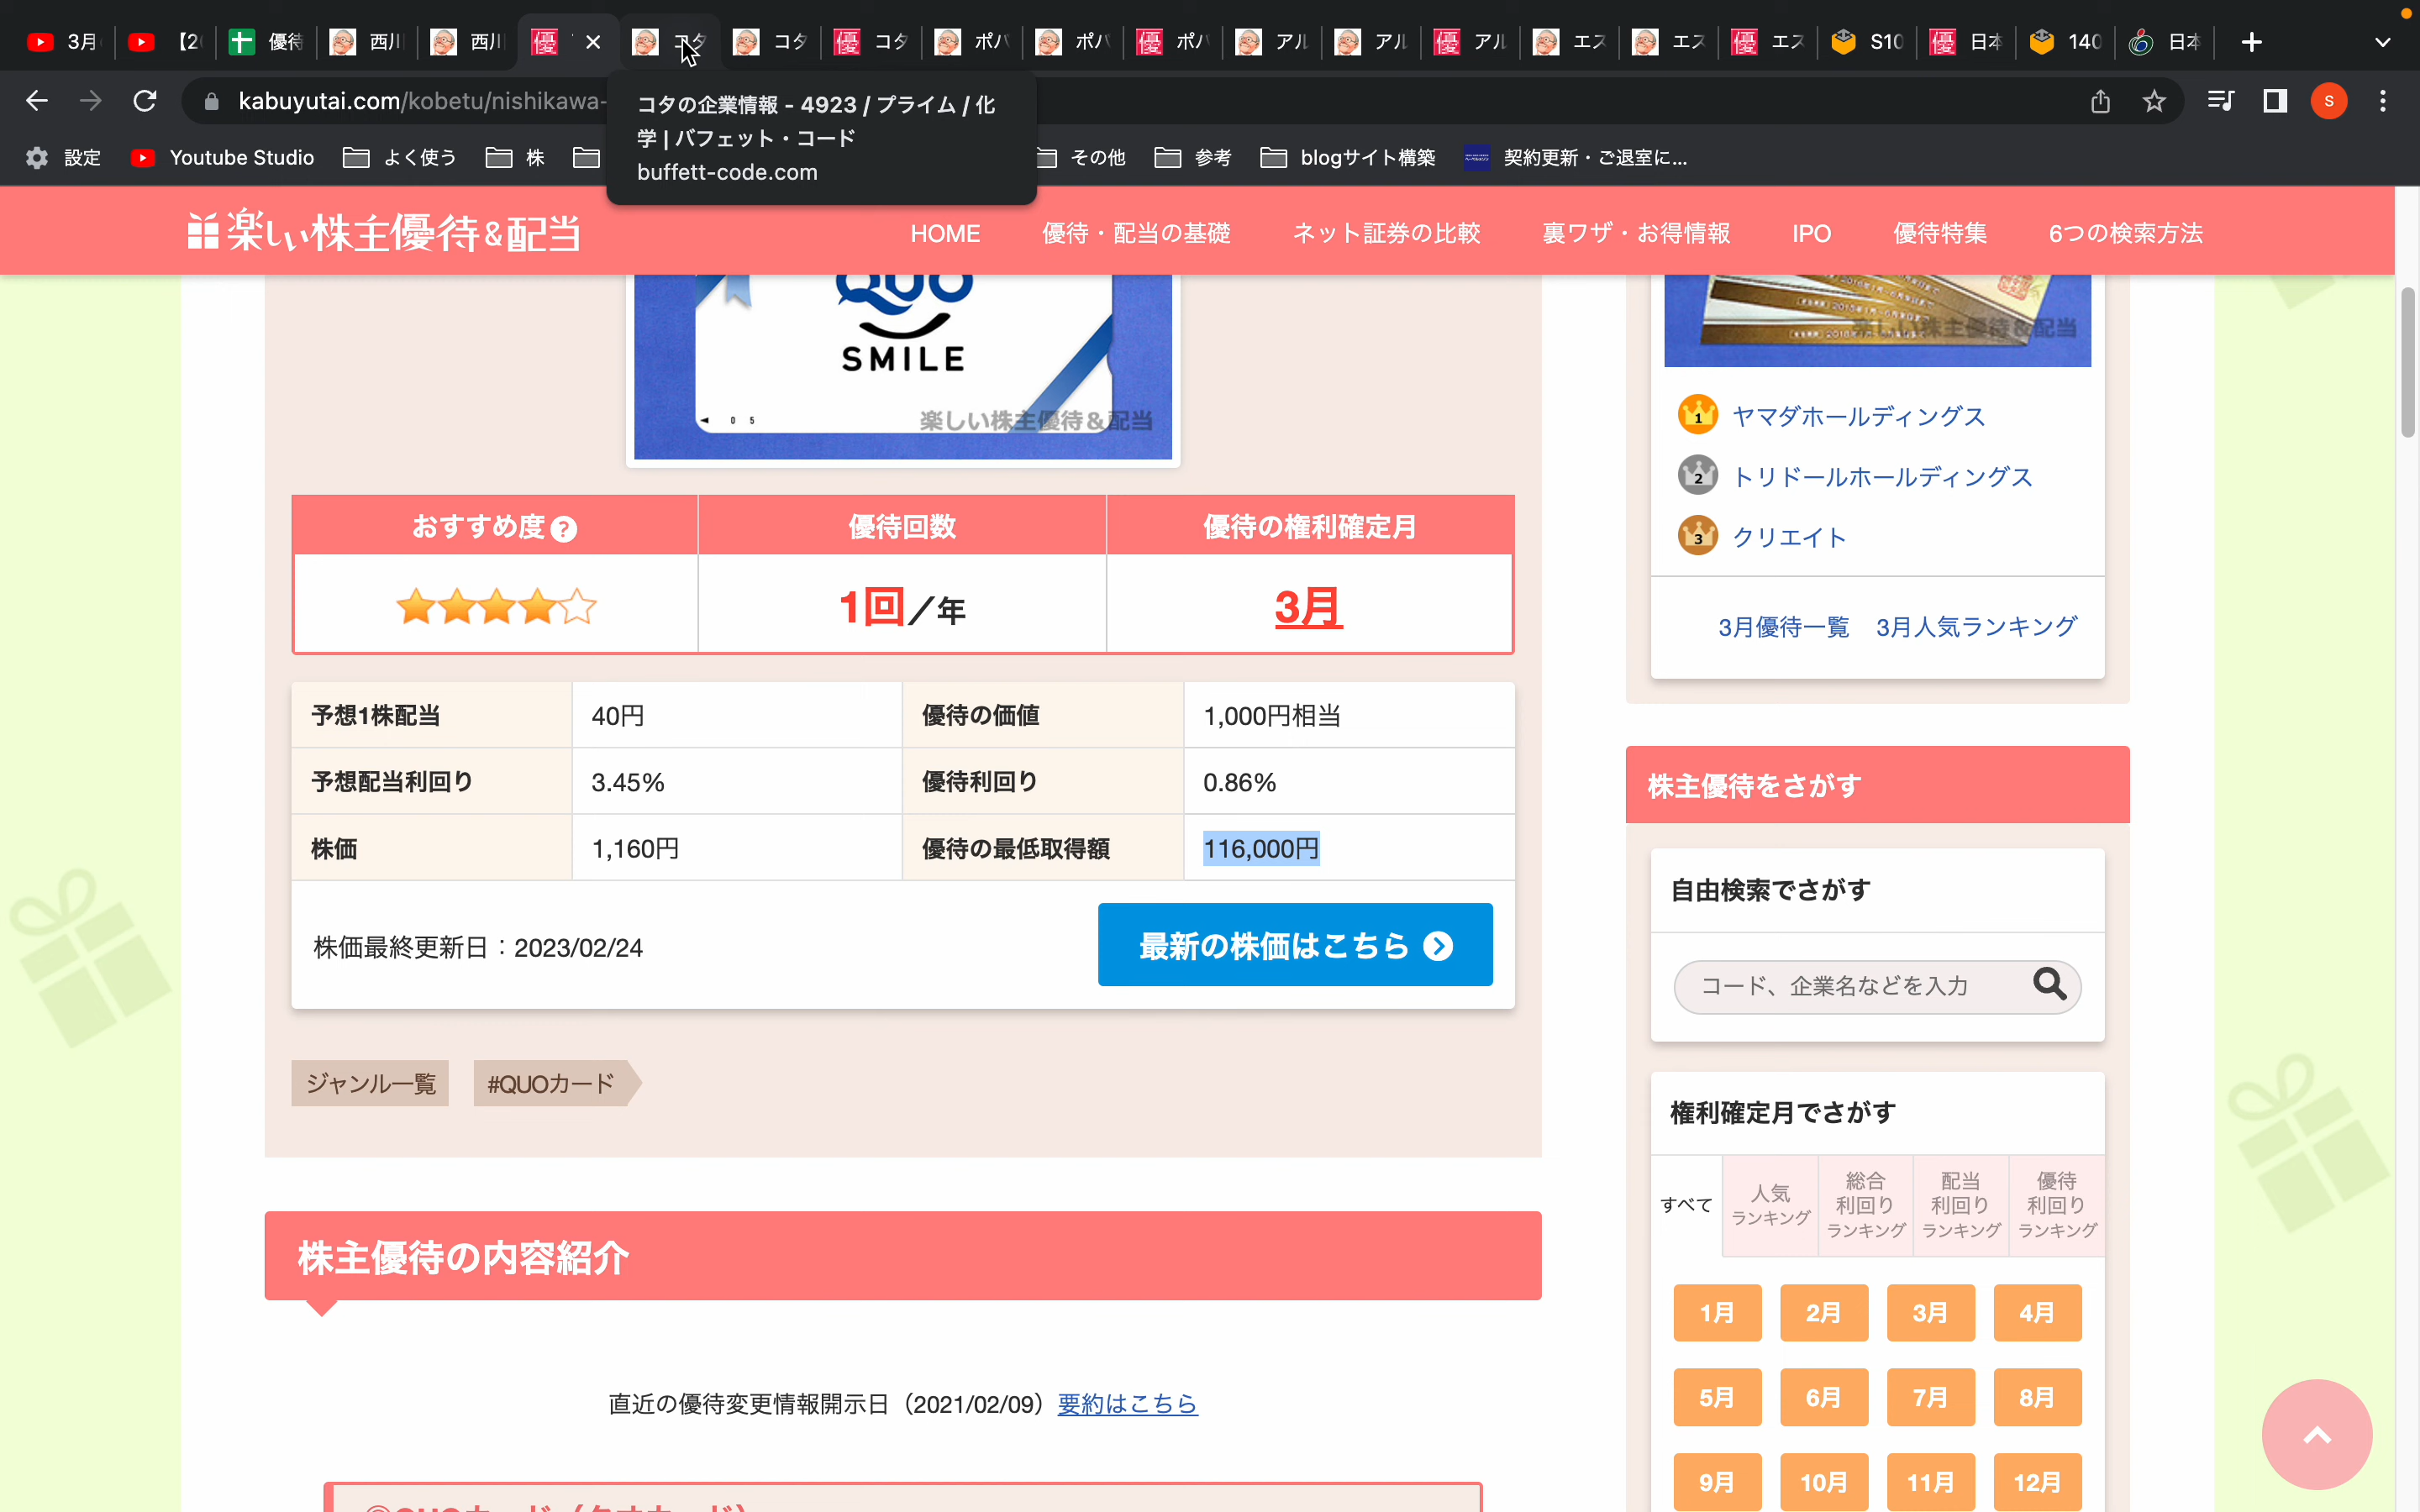 3月
【2
優待
西川
西川
コタ
コタ
コタ
ポパ
ポパ
ポパ
アル
アル
アル
エス
エス
エス
S10
日本
140
日本
kabuyutai.com/kobetu/nishikawa-
コタの企業情報 - 4923 / プライム / 化
学 | バフェット・コード
buffett-code.com
S
設定
Youtube Studio
よく使う
株
その他
参考
blogサイト構築
契約更新・ご退室に...
楽しい株主優待&配当
HOME
優待・配当の基礎
ネット証券の比較
裏ワザ・お得情報
IPO
優待特集
6つの検索方法
QUO
SMILE
0 5
楽しい株主優待&配当
おすすめ度 ?
優待回数
優待の権利確定月
1回／年
3月
予想1株配当 40円 優待の価値 1,000円相当
予想配当利回り 3.45% 優待利回り 0.86%
株価 1,160円 優待の最低取得額 116,000円
株価最終更新日：2023/02/24
最新の株価はこちら
ジャンル一覧
#QUOカード
株主優待の内容紹介
直近の優待変更情報開示日（2021/02/09）要約はこちら
楽しい株主優待&配当
1 ヤマダホールディングス
2 トリドールホールディングス
3 クリエイト
3月優待一覧 3月人気ランキング
株主優待をさがす
自由検索でさがす
コード、企業名などを入力
権利確定月でさがす
すべて
人気
ランキング
総合
利回り
ランキング
配当
利回り
ランキング
優待
利回り
ランキング
1月 2月 3月 4月
5月 6月 7月 8月
9月 10月 11月 12月